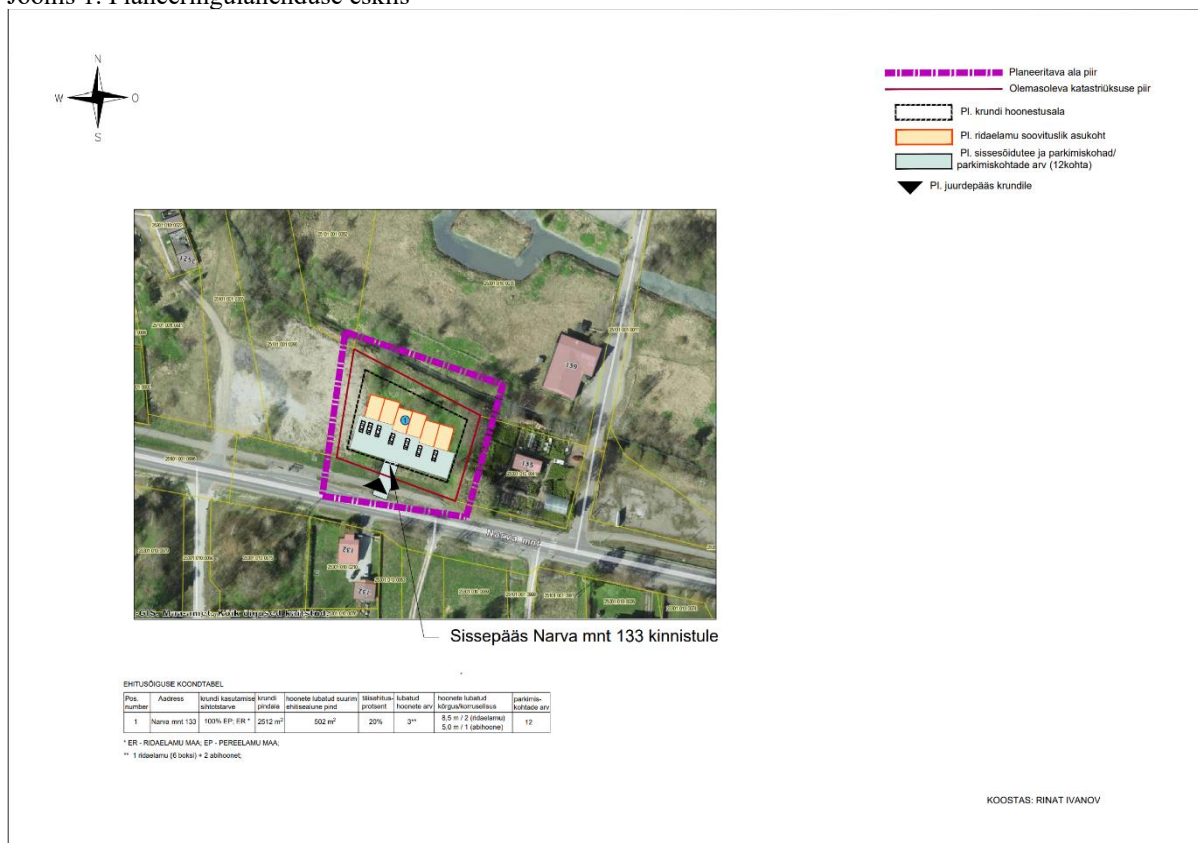 Joonis 1. Planeeringulahenduse eskiis
N
W
O
S
Planeeritava ala piir
Olemasoleva katastriüksuse piir
Pl. krundi hoonestusala
Pl. ridaelamu soovituslik asukoht
Pl. sissesõidutee ja parkimiskohad/
parkimiskohtade arv (12kohta)
Pl. juurdepääs krundile
139
135
1
Narva mnt
132
132
Sissepääs Narva mnt 133 kinnistule
EHITUSÕIGUSE KOONDTABEL
Pos. number Aadress krundi kasutamise sihtotstarve krundi pindala hoonete lubatud suurim ehitisealune pind täisehitus-protsent lubatud hoonete arv hoonete lubatud kõrgus/korruselisus parkimis-kohtade arv
1 Narva mnt 133 100% EP; ER * 2512 m² 502 m² 20% 3** 8,5 m / 2 (ridaelamu) 5,0 m / 1 (abihoone) 12
* ER - RIDAELAMU MAA; EP - PEREELAMU MAA;
** 1 ridaelamu (6 boksi) + 2 abihoonet;
KOOSTAS: RINAT IVANOV